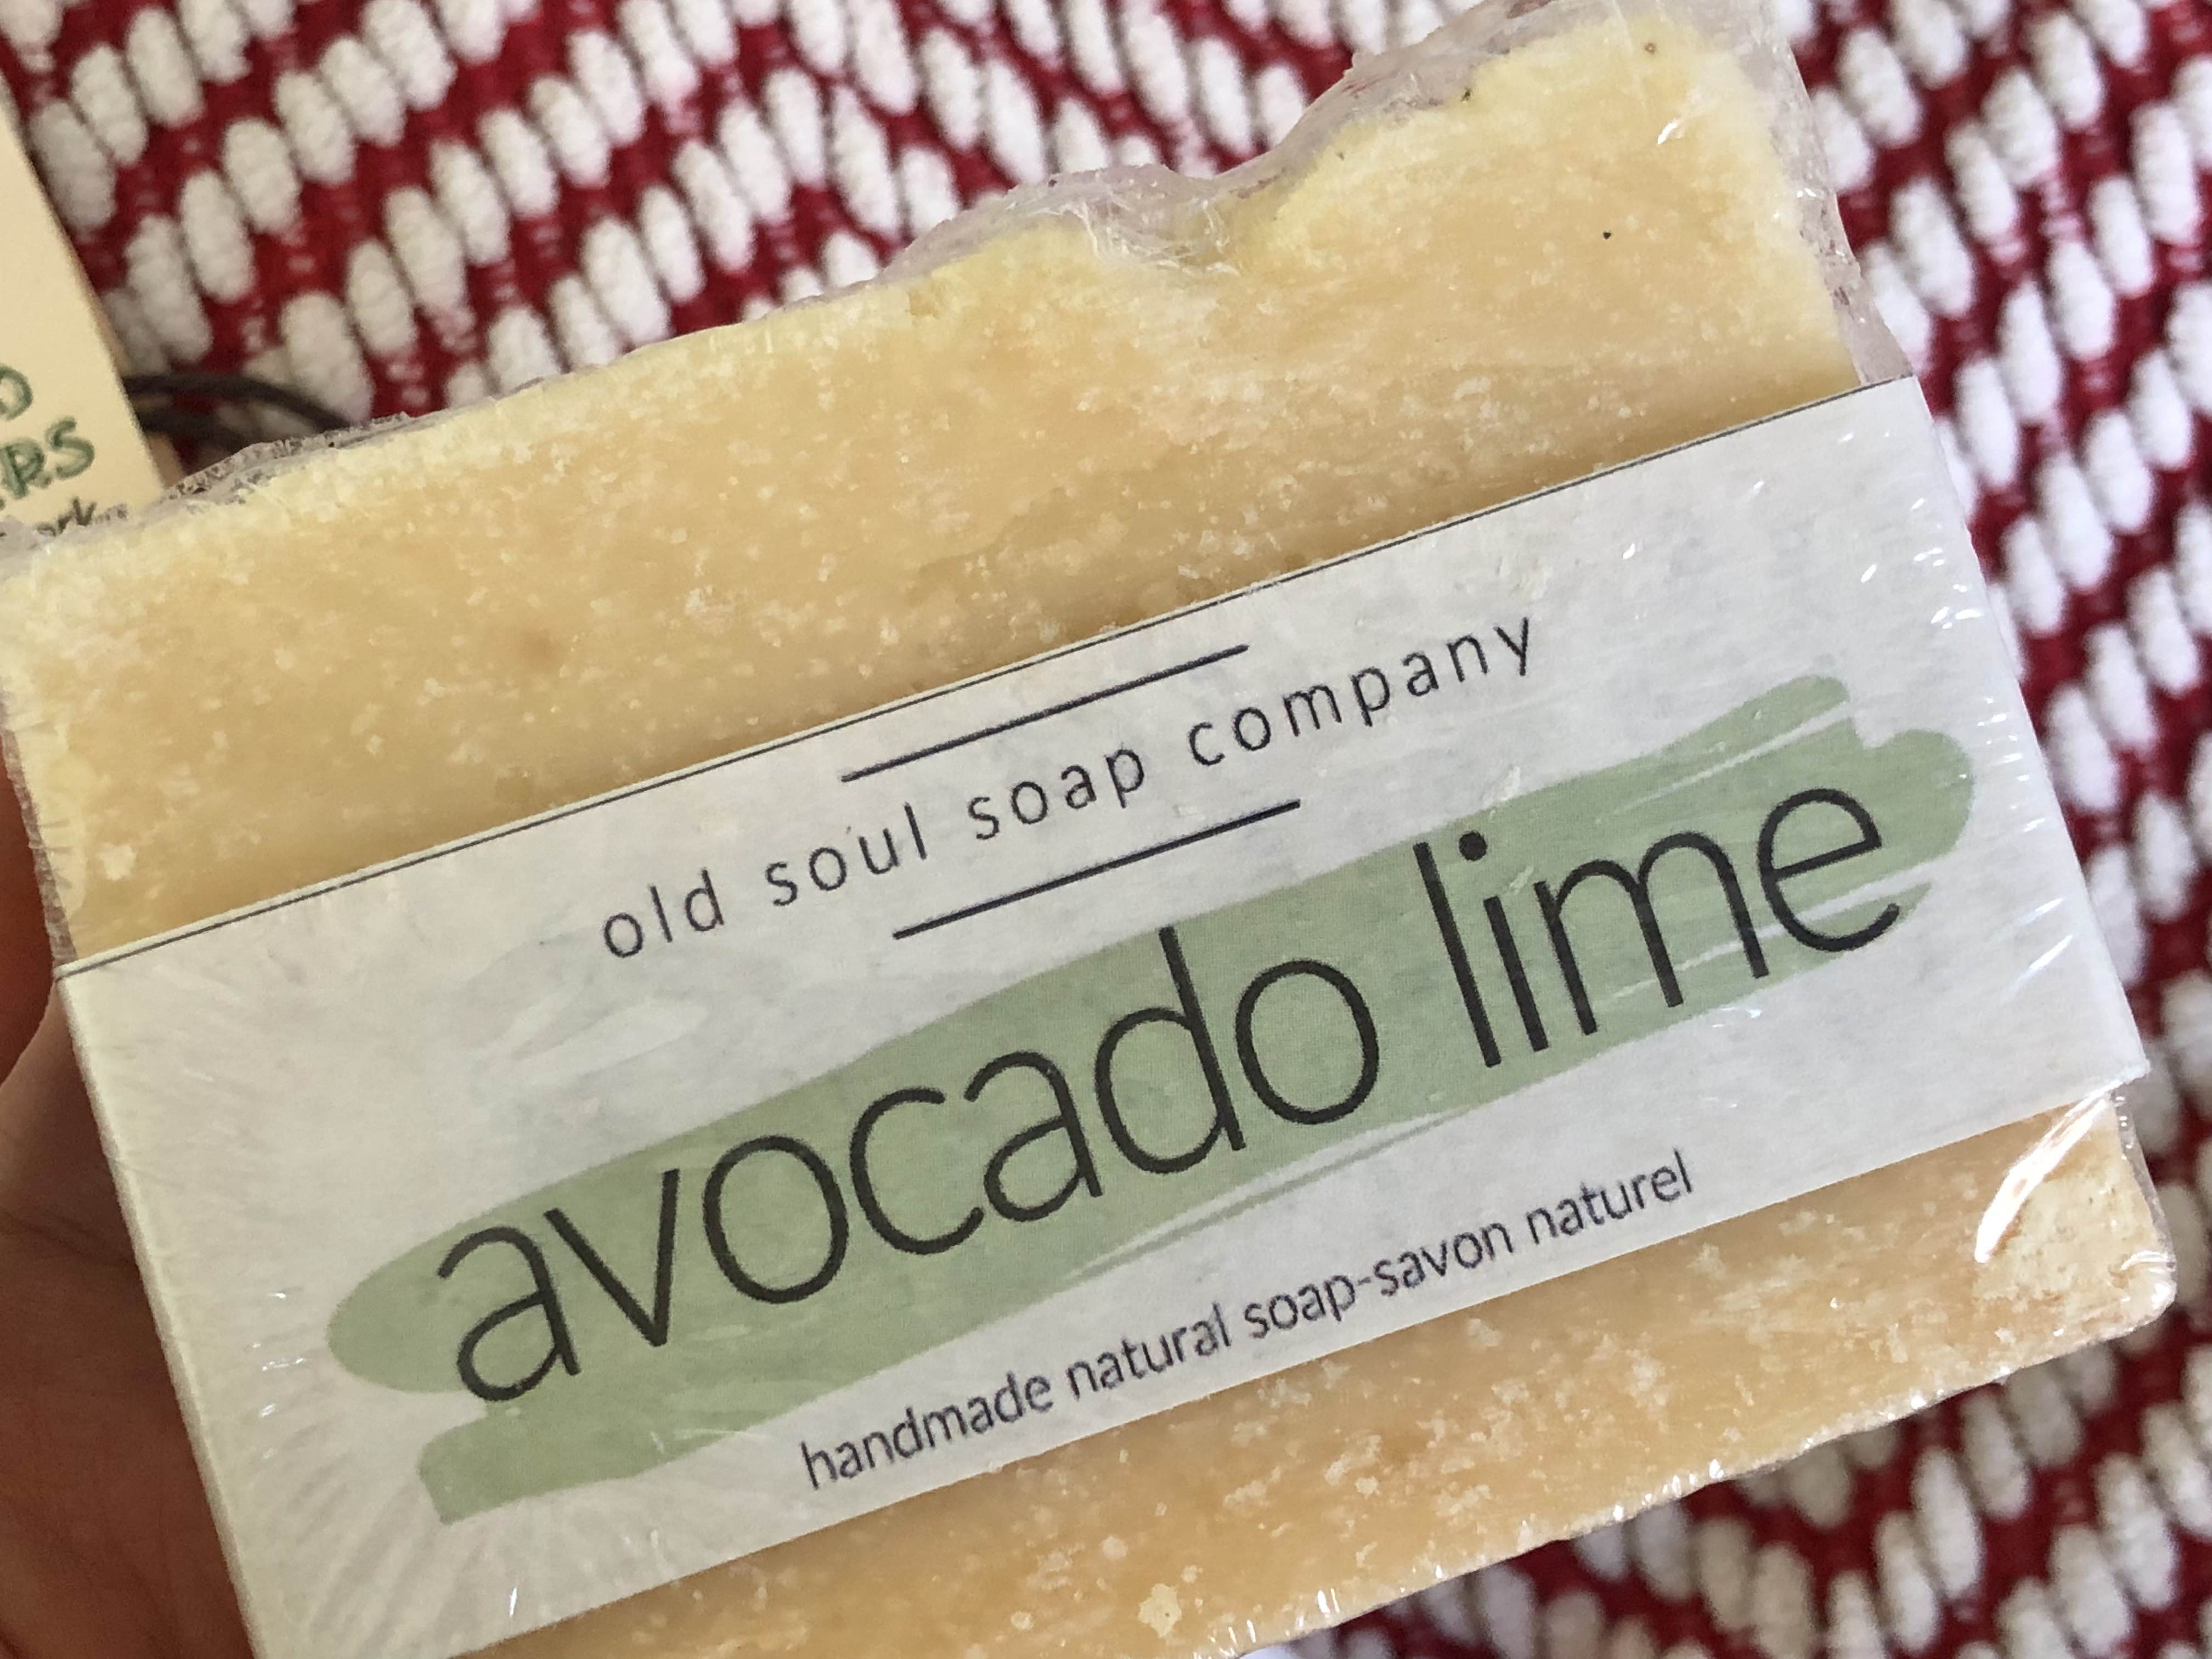 old soul soap company
avocado lime
handmade natural soap-savon naturel